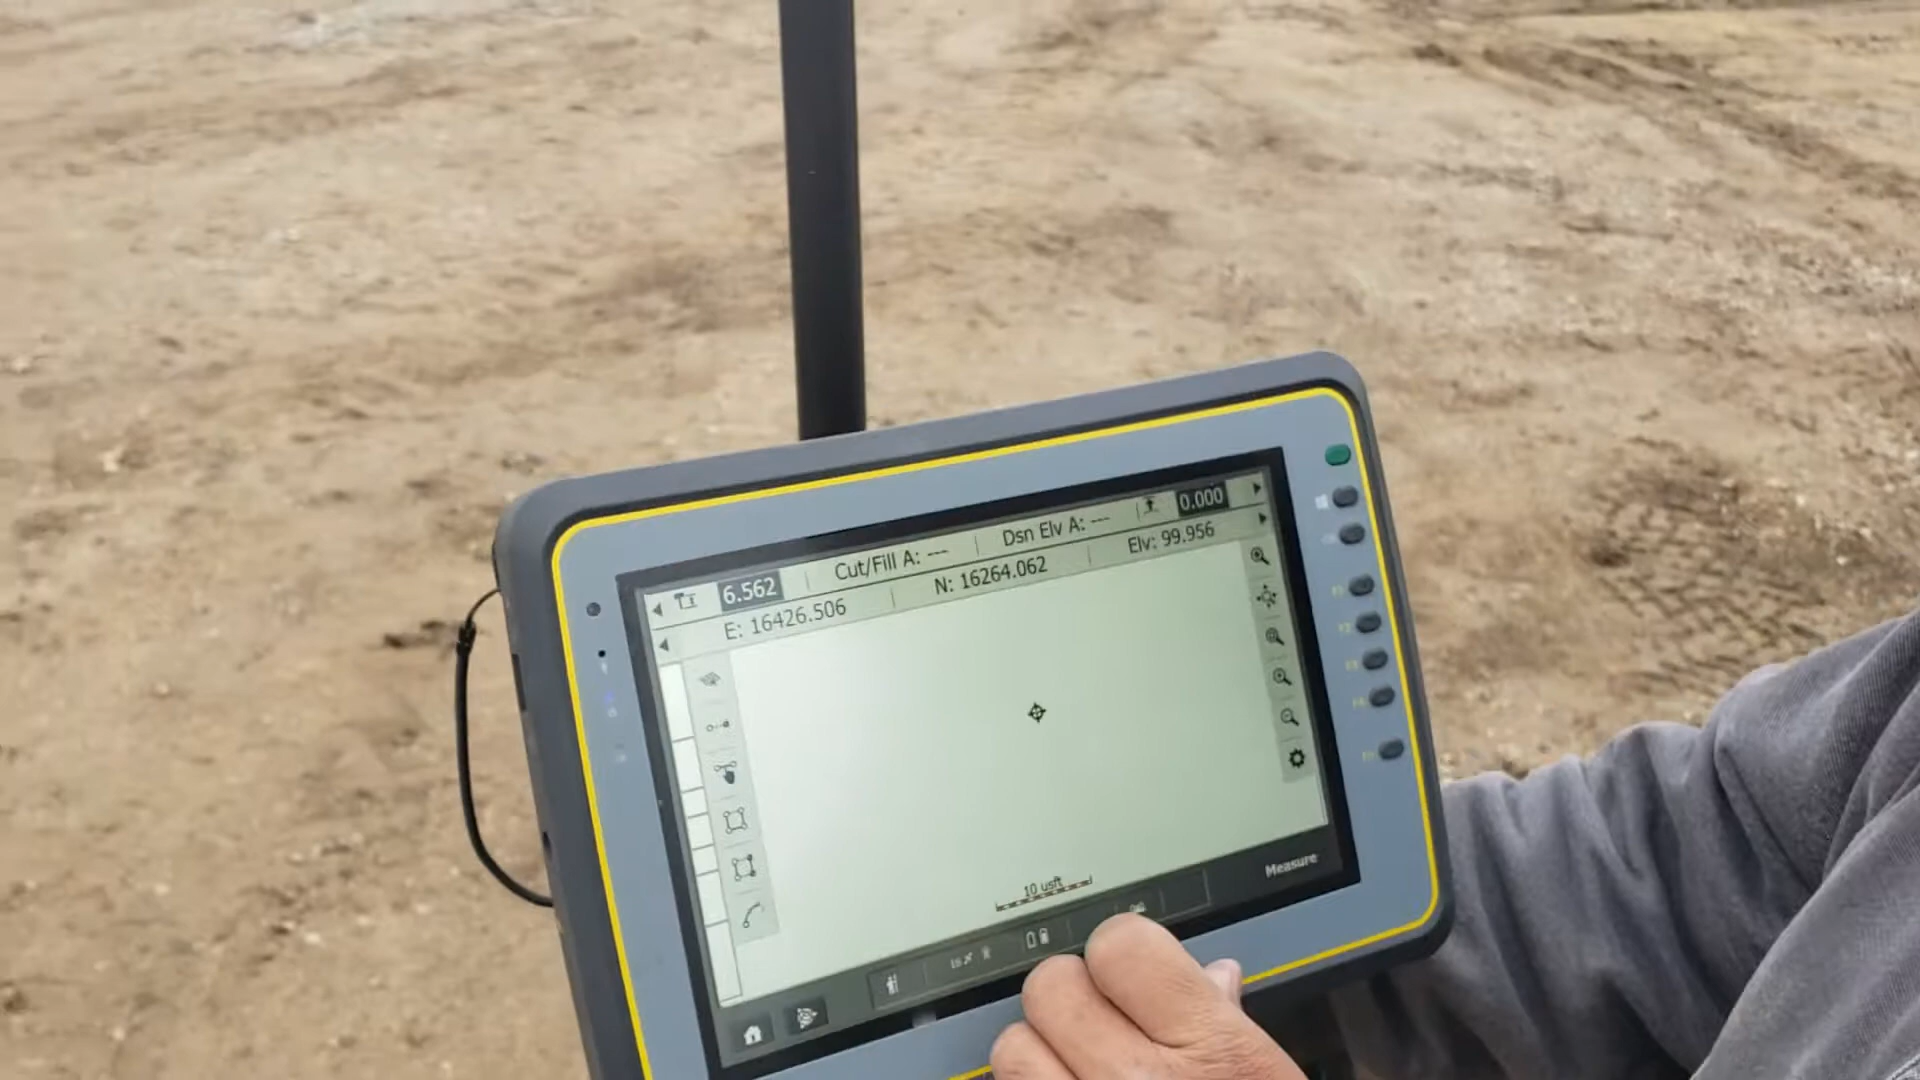 6.562 Cut/Fill A: --- Dsn Elv A: --- 0.000
E: 16426.506 N: 16264.062 Elv: 99.956
10 usft
Measure